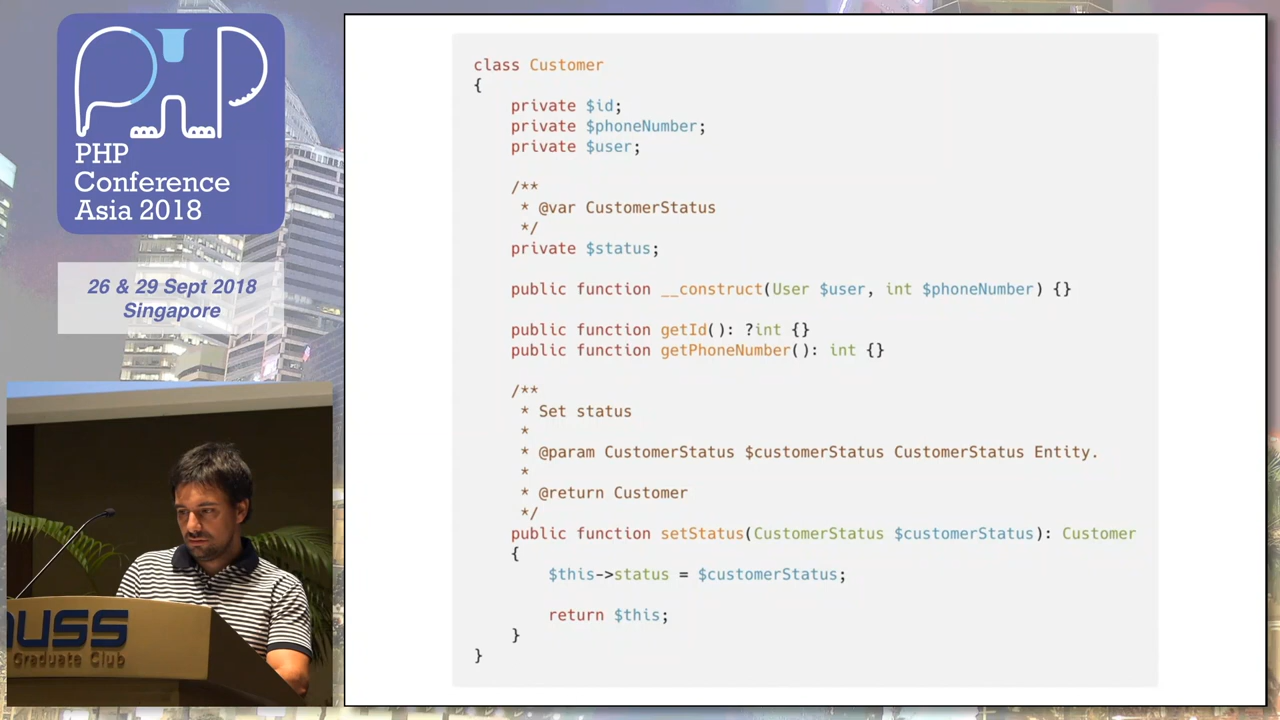 PHP
PHP
Conference
Asia 2018
26 & 29 Sept 2018
Singapore
class Customer
{
    private $id;
    private $phoneNumber;
    private $user;

    /**
     * @var CustomerStatus
     */
    private $status;

    public function __construct(User $user, int $phoneNumber) {}

    public function getId(): ?int {}
    public function getPhoneNumber(): int {}

    /**
     * Set status
     *
     * @param CustomerStatus $customerStatus CustomerStatus Entity.
     *
     * @return Customer
     */
    public function setStatus(CustomerStatus $customerStatus): Customer
    {
        $this->status = $customerStatus;

        return $this;
    }
}
nuss
Graduate Club